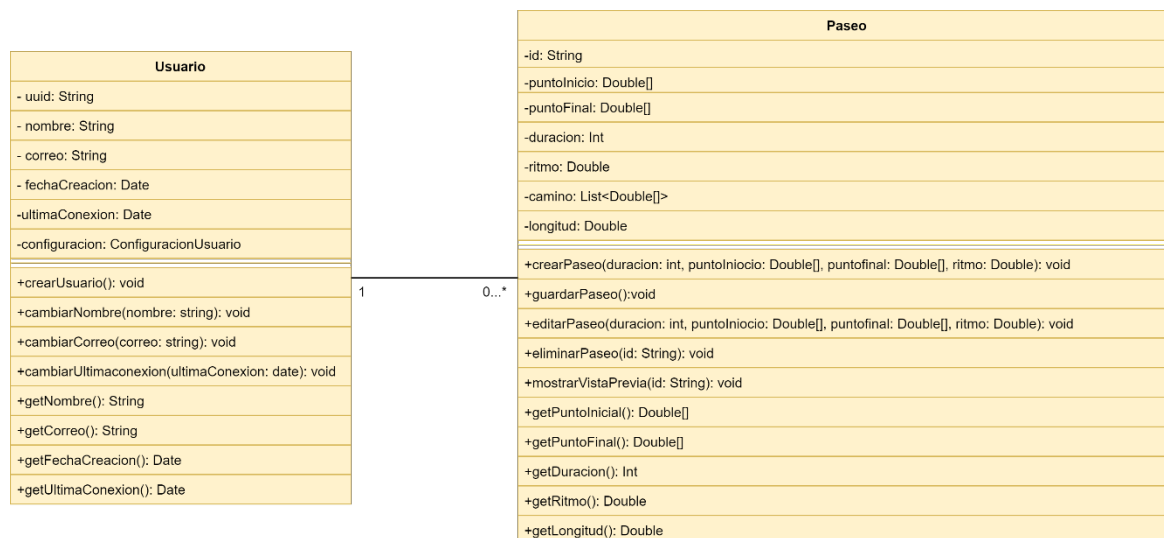 Usuario
- uuid: String
- nombre: String
- correo: String
- fechaCreacion: Date
-ultimaConexion: Date
-configuracion: ConfiguracionUsuario
+crearUsuario(): void
+cambiarNombre(nombre: string): void
+cambiarCorreo(correo: string): void
+cambiarUltimaconexion(ultimaConexion: date): void
+getNombre(): String
+getCorreo(): String
+getFechaCreacion(): Date
+getUltimaConexion(): Date
1
0...*
Paseo
-id: String
-puntoInicio: Double[]
-puntoFinal: Double[]
-duracion: Int
-ritmo: Double
-camino: List<Double[]>
-longitud: Double
+crearPaseo(duracion: int, puntoIniocio: Double[], puntofinal: Double[], ritmo: Double): void
+guardarPaseo():void
+editarPaseo(duracion: int, puntoIniocio: Double[], puntofinal: Double[], ritmo: Double): void
+eliminarPaseo(id: String): void
+mostrarVistaPrevia(id: String): void
+getPuntoInicial(): Double[]
+getPuntoFinal(): Double[]
+getDuracion(): Int
+getRitmo(): Double
+getLongitud(): Double